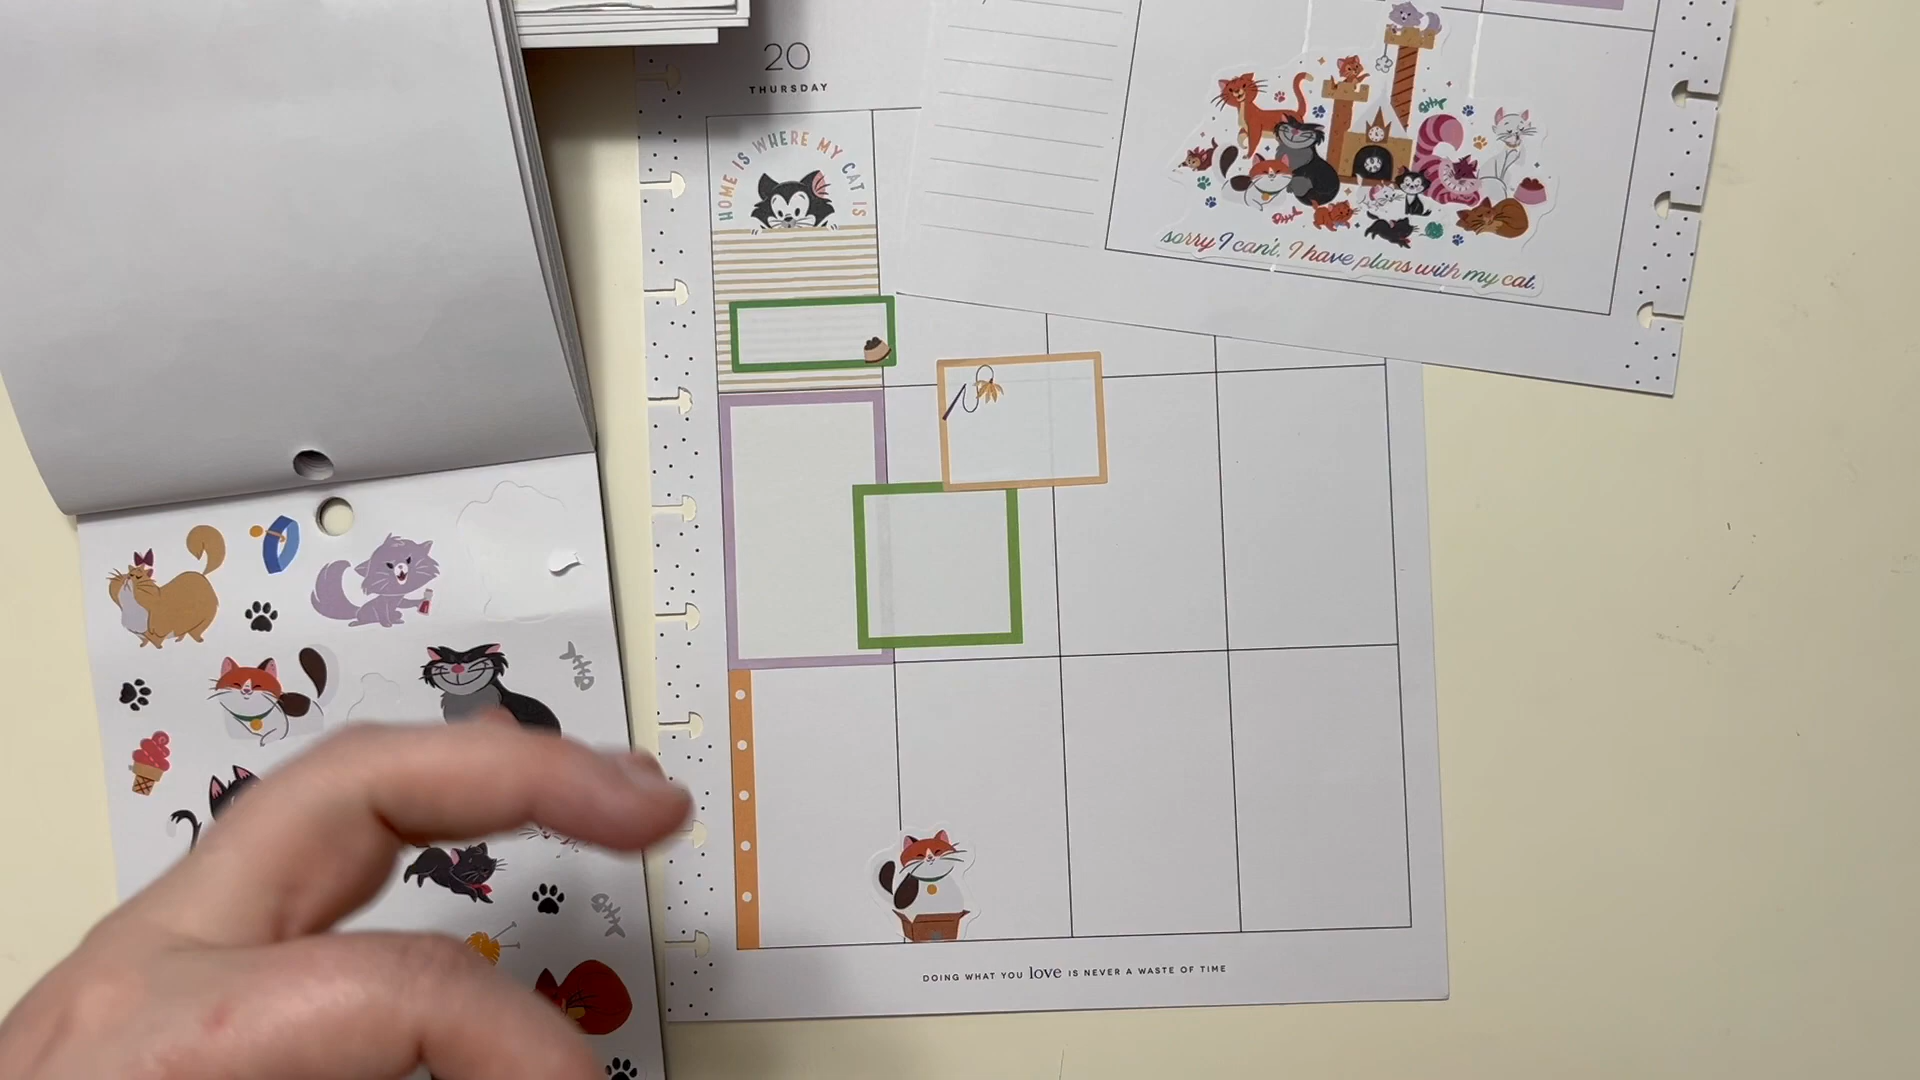 20
THURSDAY
HOME IS WHERE MY CAT IS
sorry I can't. I have plans with my cat.
DOING WHAT YOU love IS NEVER A WASTE OF TIME